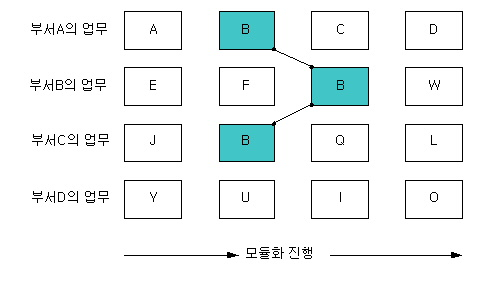 부서A의 업무 A B C D
부서B의 업무 E F B W
부서C의 업무 J B Q L
부서D의 업무 Y U I O
모듈화 진행